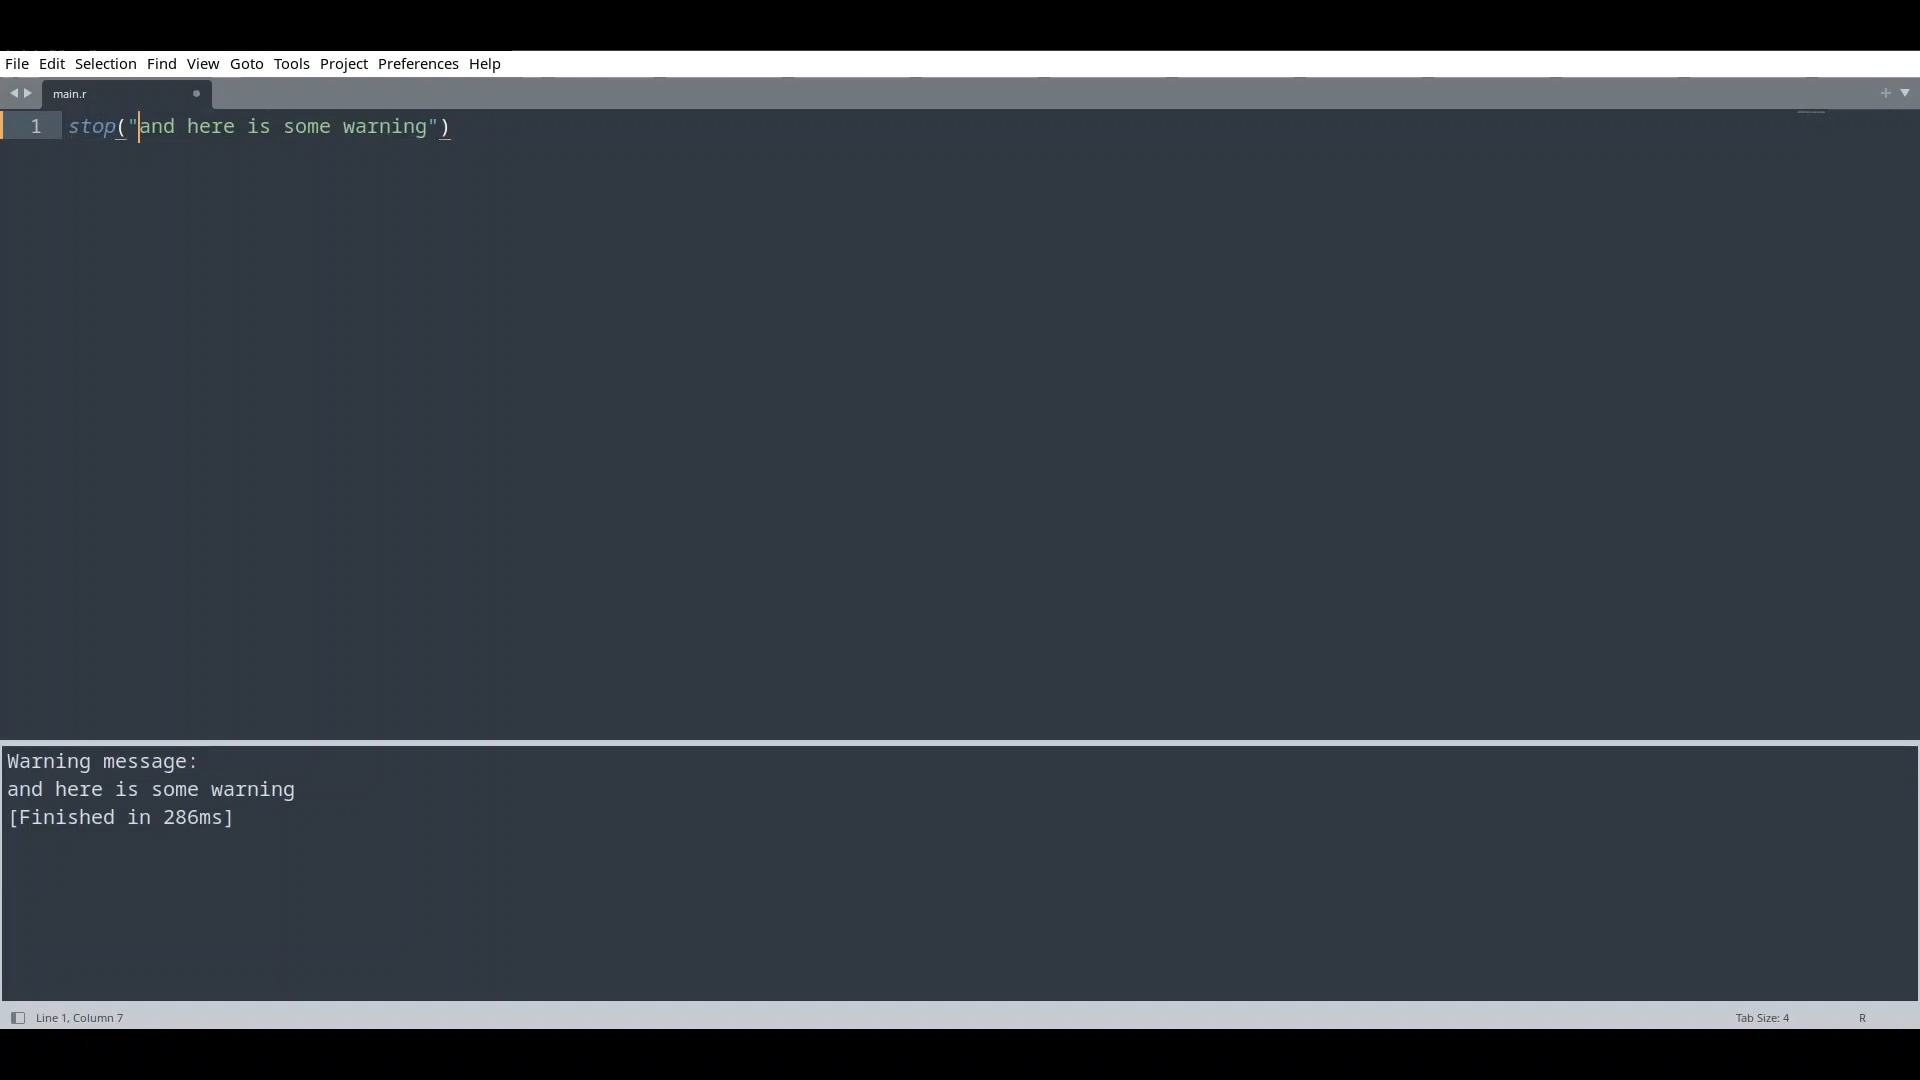 File Edit Selection Find View Goto Tools Project Preferences Help
main.r
1 stop("and here is some warning")
Warning message:
and here is some warning
[Finished in 286ms]
Line 1, Column 7 Tab Size: 4 R